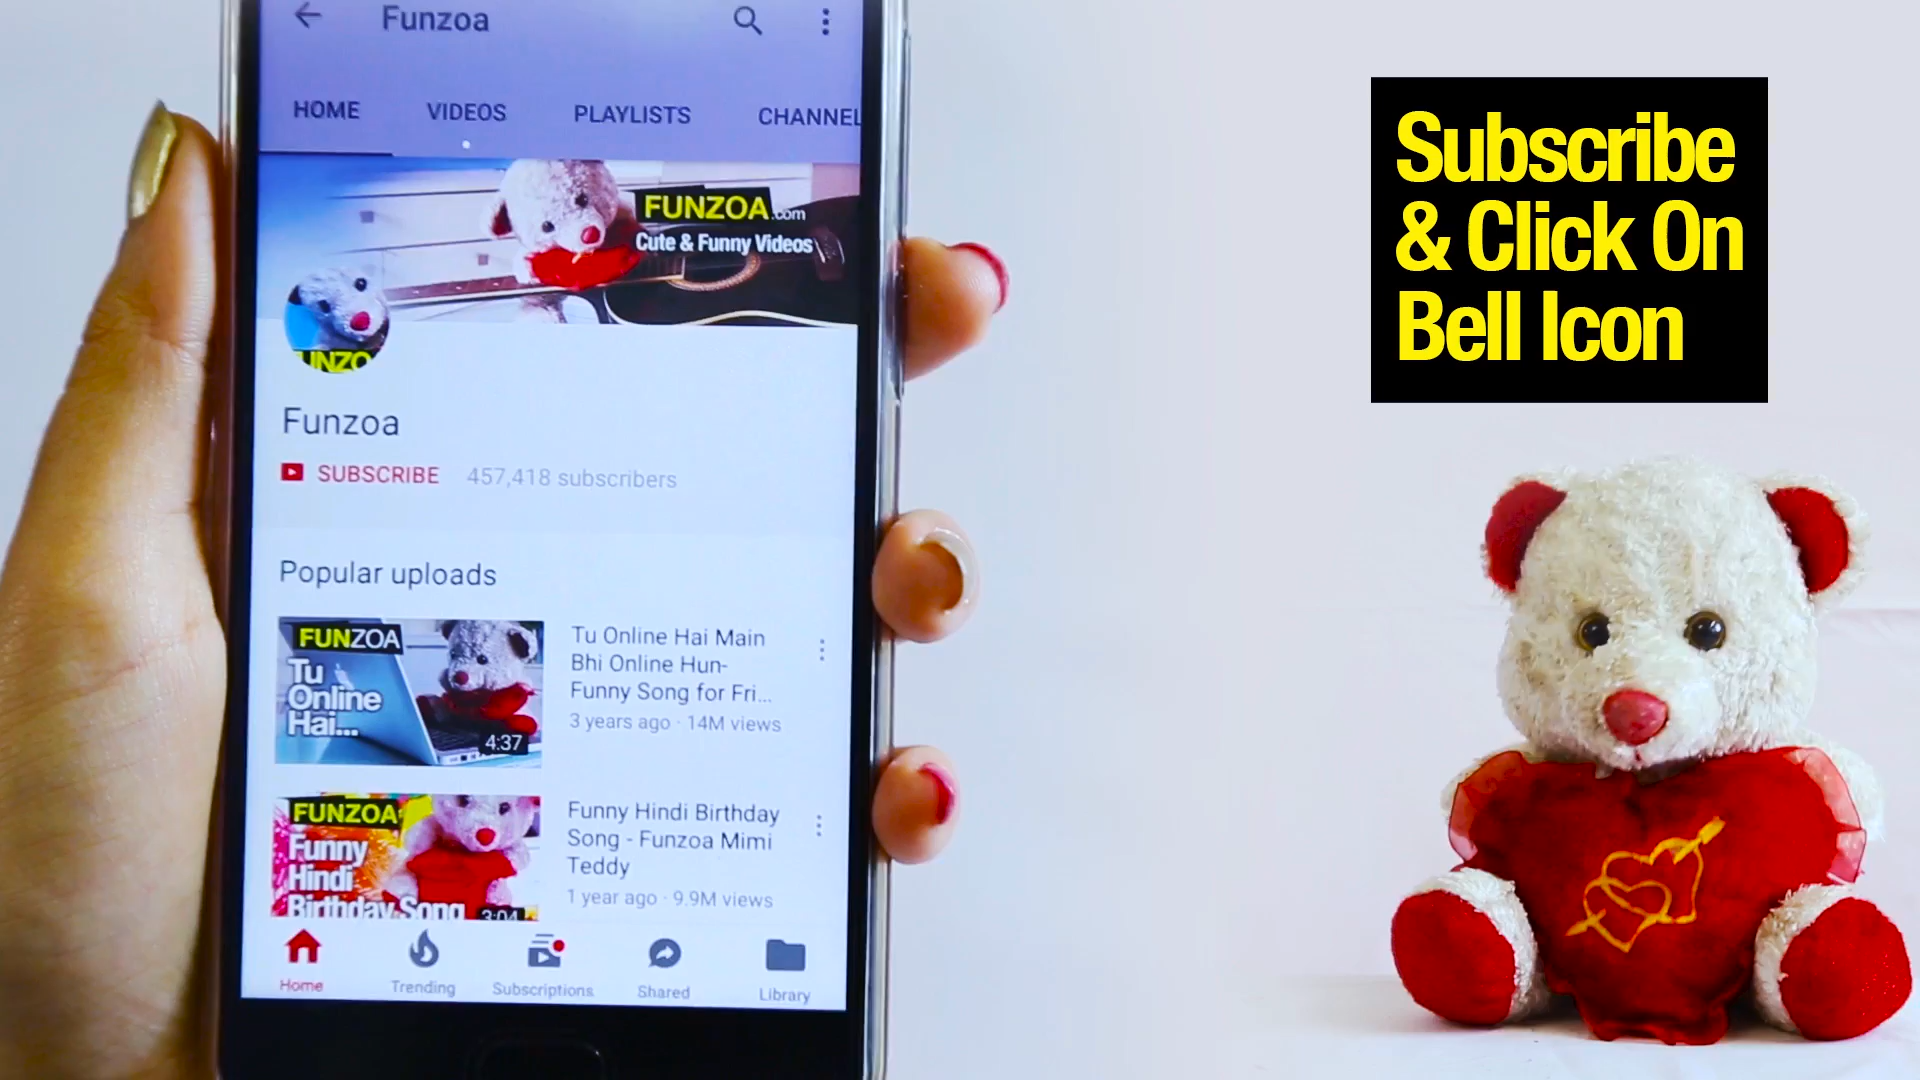 Funzoa
HOME VIDEOS PLAYLISTS CHANNEL
FUNZOA.com
Cute & Funny Videos
UNZO
Funzoa
SUBSCRIBE 457,418 subscribers
Popular uploads
FUNZOA
Tu
Online
Hai...
4:37
Tu Online Hai Main
Bhi Online Hun-
Funny Song for Fri...
3 years ago · 14M views
FUNZOA
Funny
Hindi
Birthday Song
3:04
Funny Hindi Birthday
Song - Funzoa Mimi
Teddy
1 year ago · 9.9M views
Home Trending Subscriptions Shared Library
Subscribe
& Click On
Bell Icon